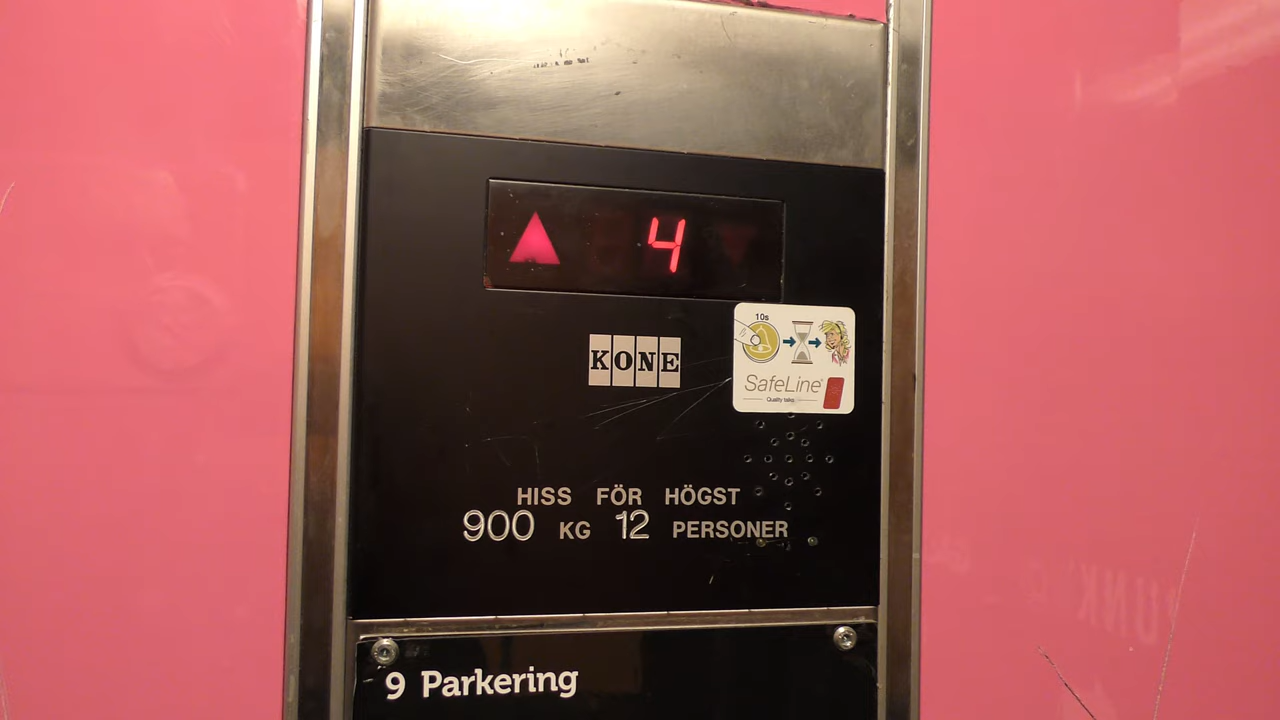 4
KONE
10s
SafeLine
Quality talks.
HISS FÖR HÖGST
900 KG 12 PERSONER
9 Parkering